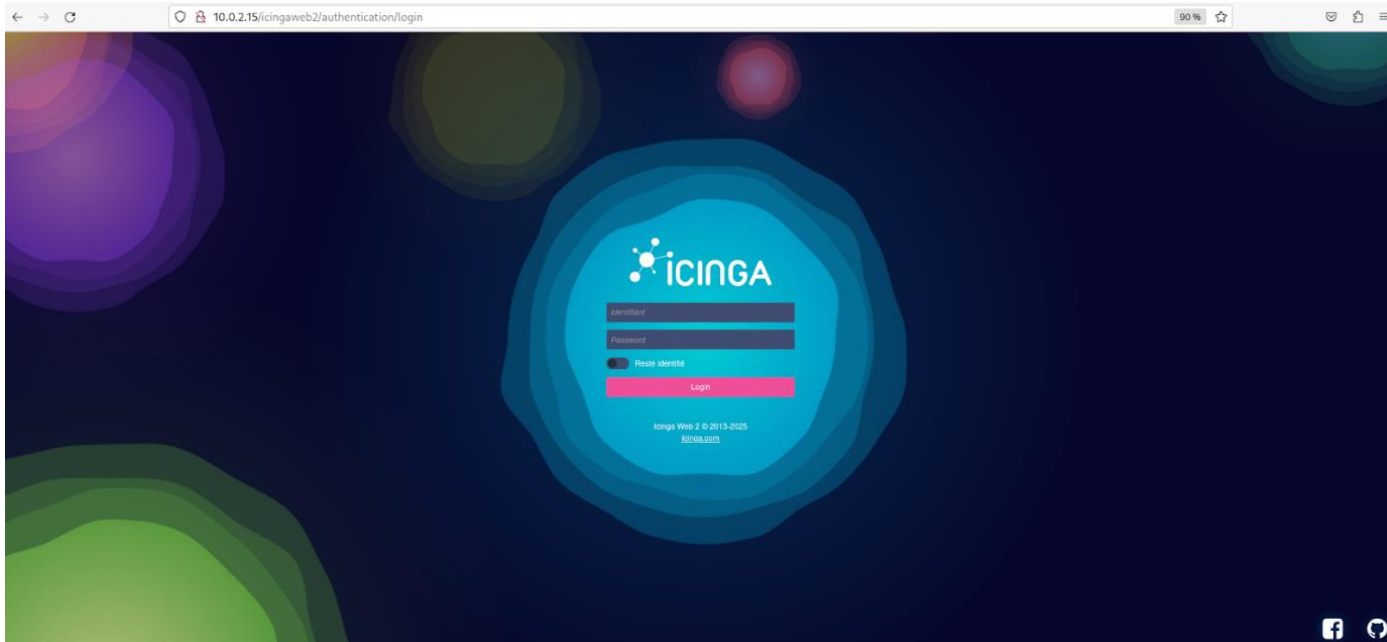 10.0.2.15/icingaweb2/authentication/login
90 %
ICINGA
Identifiant
Password
Reste identifié
Login
Icinga Web 2 © 2013-2025
icinga.com